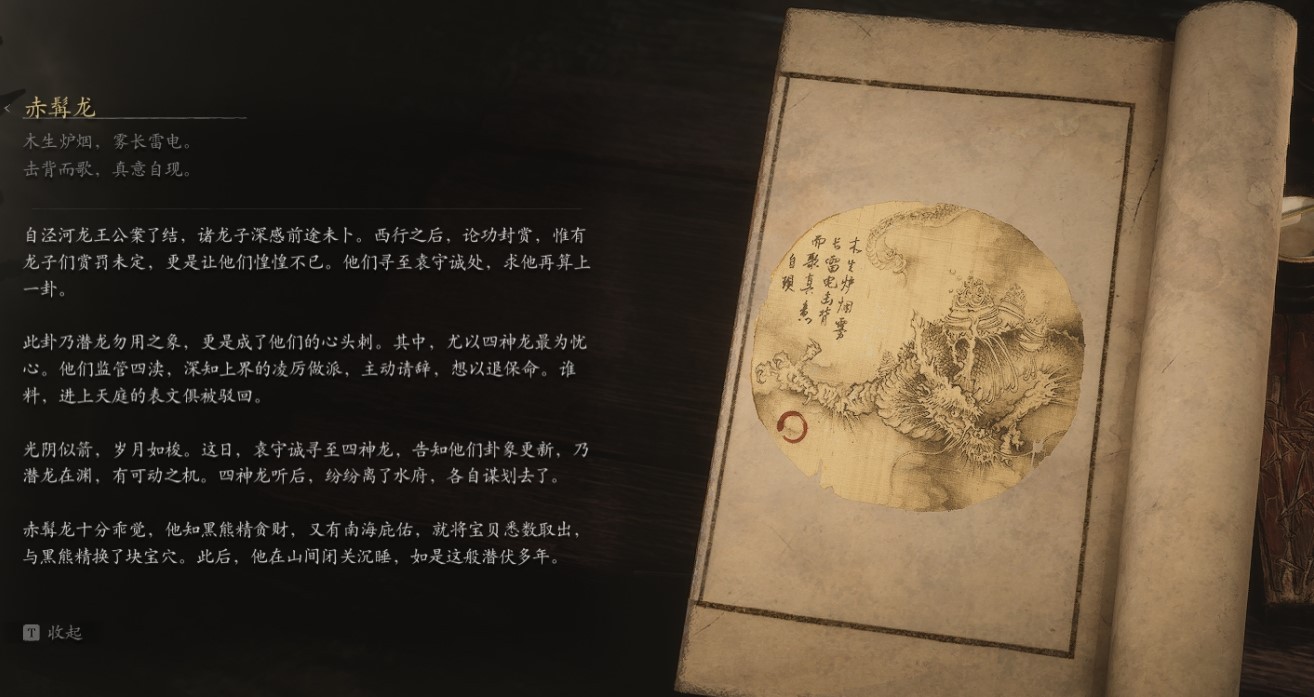 赤髯龙
木生炉烟，雾长雷电。
击背而歌，真意自现。
自泾河龙王公案了结，诸龙子深感前途未卜。西行之后，论功封赏，惟有
龙子们赏罚未定，更是让他们惶惶不已。他们寻至袁守诚处，求他再算上
一卦。
此卦乃潜龙勿用之象，更是成了他们的心头刺。其中，尤以四神龙最为忧
心。他们监管四渎，深知上界的凌厉做派，主动请辞，想以退保命。谁
料，进上天庭的表文俱被驳回。
光阴似箭，岁月如梭。这日，袁守诚寻至四神龙，告知他们卦象更新，乃
潜龙在渊，有可动之机。四神龙听后，纷纷离了水府，各自谋划去了。
赤髯龙十分乖觉，他知黑熊精贪财，又有南海庇佑，就将宝贝悉数取出，
与黑熊精换了块宝穴。此后，他在山间闭关沉睡，如是这般潜伏多年。
T 收起
木生炉烟雾
长雷电击背
而歌真意
自现